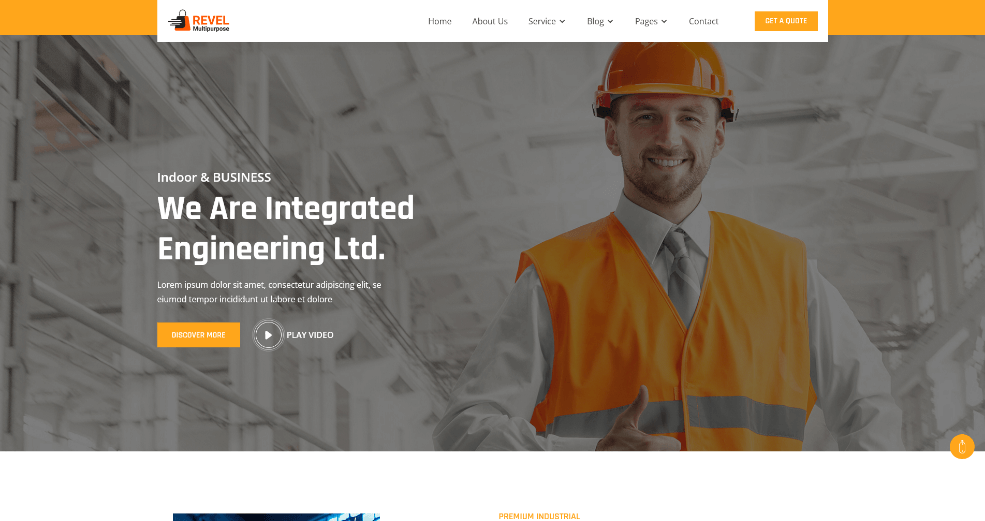 REVEL
Multipurpose
Home About Us Service Blog Pages Contact GET A QUOTE
Indoor & BUSINESS
We Are Integrated
Engineering Ltd.
Lorem ipsum dolor sit amet, consectetur adipiscing elit, se
eiumod tempor incididunt ut labore et dolore
DISCOVER MORE PLAY VIDEO
PREMIUM INDUSTRIAL